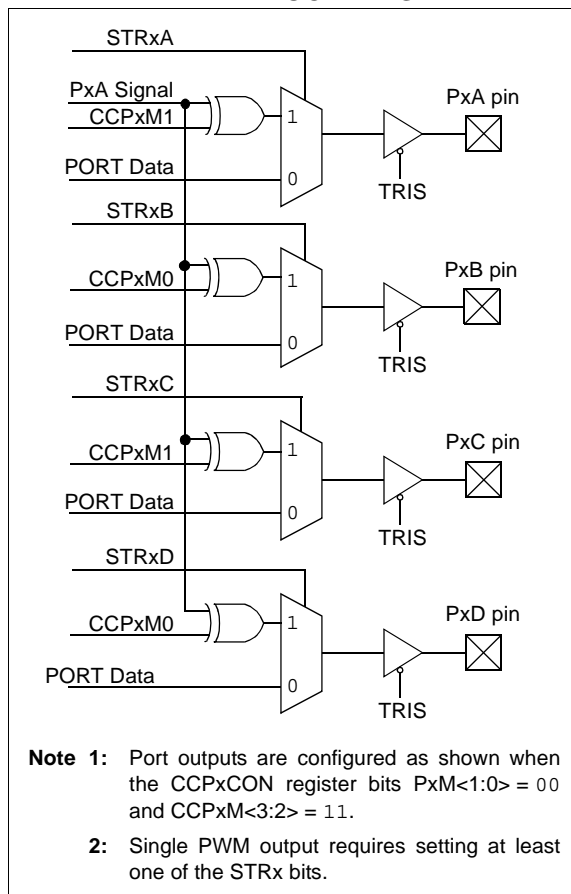 STRxA
PxA Signal
CCPxM1
PORT Data
1
0
TRIS
PxA pin
STRxB
CCPxM0
PORT Data
1
0
TRIS
PxB pin
STRxC
CCPxM1
PORT Data
1
0
TRIS
PxC pin
STRxD
CCPxM0
PORT Data
1
0
TRIS
PxD pin
Note 1: Port outputs are configured as shown when
the CCPxCON register bits PxM<1:0> = 00
and CCPxM<3:2> = 11.
2: Single PWM output requires setting at least
one of the STRx bits.